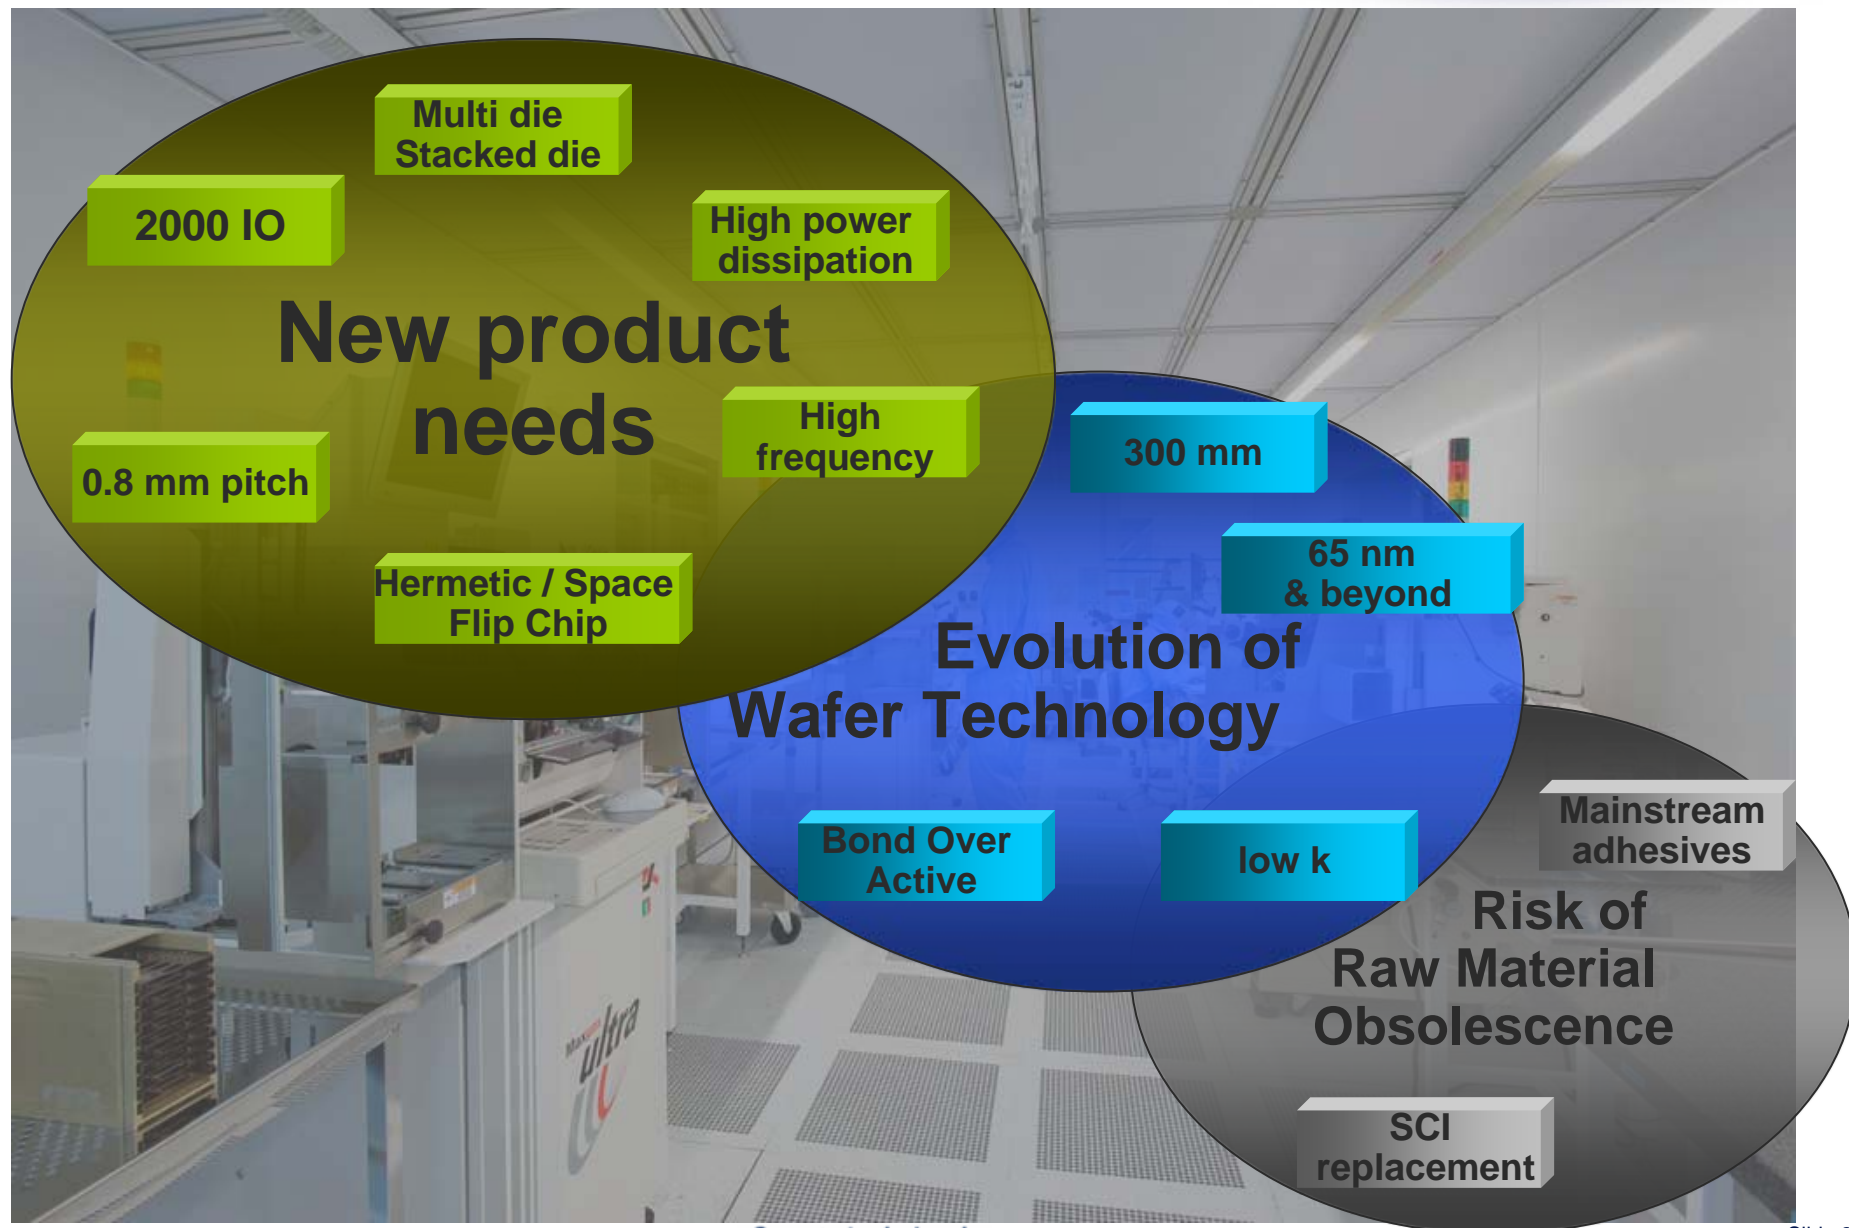 Multi die
Stacked die
2000 IO
High power
dissipation
New product
needs
High
frequency
0.8 mm pitch
Hermetic / Space
Flip Chip
300 mm
65 nm
& beyond
Evolution of
Wafer Technology
Bond Over
Active
low k
Mainstream
adhesives
Risk of
Raw Material
Obsolescence
SCI
replacement
ultra